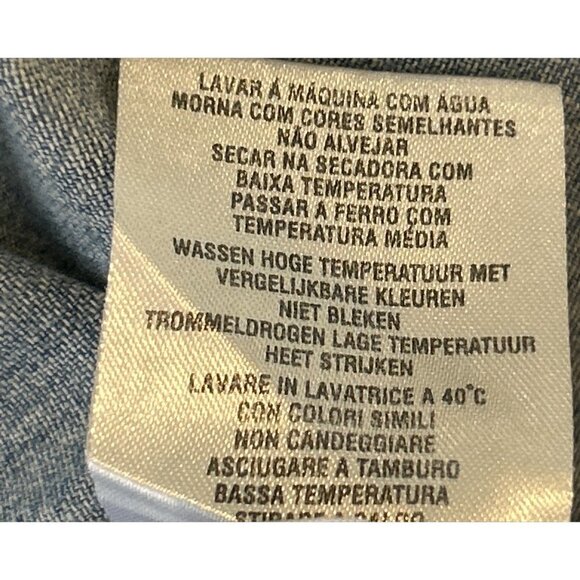 LAVAR À MÁQUINA COM ÁGUA
MORNA COM CORES SEMELHANTES
NÃO ALVEJAR
SECAR NA SECADORA COM
BAIXA TEMPERATURA
PASSAR À FERRO COM
TEMPERATURA MÉDIA
WASSEN HOGE TEMPERATUUR MET
VERGELIJKBARE KLEUREN
NIET BLEKEN
TROMMELDROGEN LAGE TEMPERATUUR
HEET STRIJKEN
LAVARE IN LAVATRICE A 40°C
CON COLORI SIMILI
NON CANDEGGIARE
ASCIUGARE A TAMBURO
BASSA TEMPERATURA